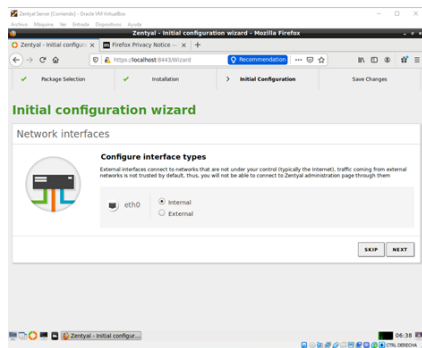 Zentyal Server [Corriendo] - Oracle VM VirtualBox
Archivo Máquina Ver Entrada Dispositivos Ayuda
Zentyal - Initial configuration wizard - Mozilla Firefox
Zentyal - Initial configur
Firefox Privacy Notice —
https://localhost:8443/Wizard
Recommendation
Package Selection
Installation
Initial Configuration
Save Changes
Initial configuration wizard
Network interfaces
Configure interface types
External interfaces connect to networks that are not under your control (typically the Internet), traffic coming from external
networks is not trusted by default, thus, you will not be able to connect to Zentyal administration page through them
eth0
Internal
External
SKIP
NEXT
Zentyal - Initial configur...
06:38
CTRL DERECHA